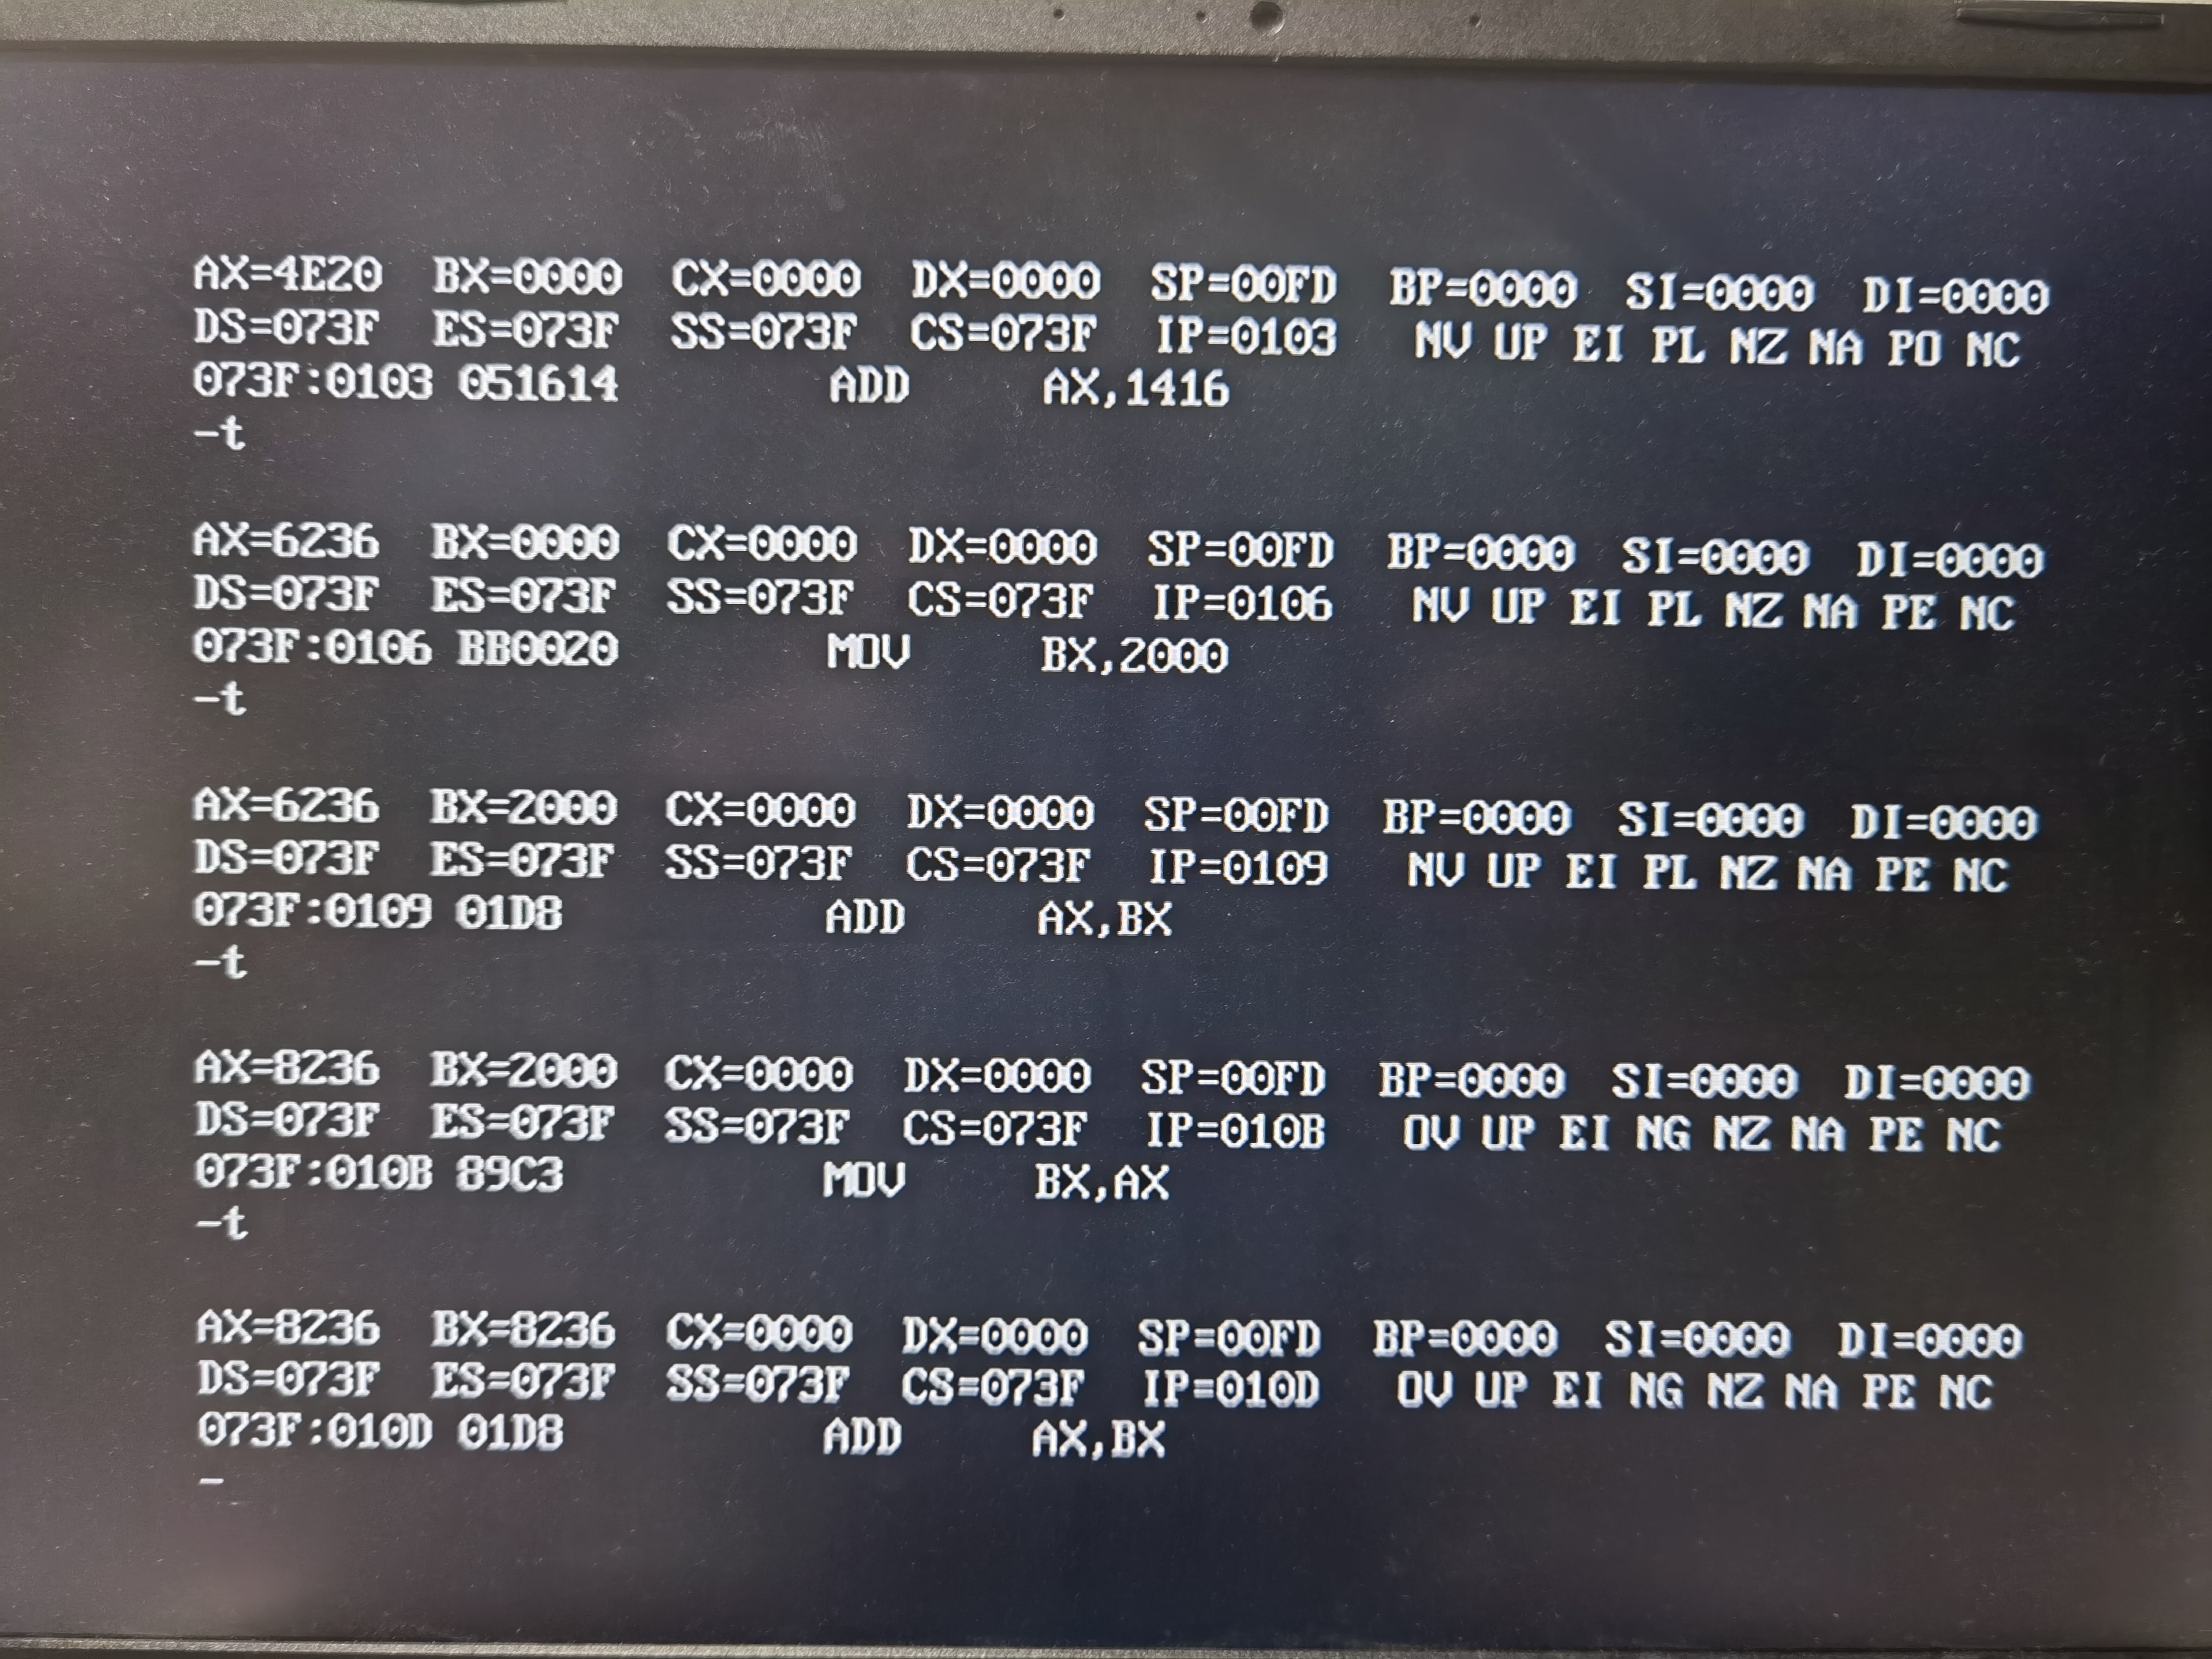 AX=4E20  BX=0000  CX=0000  DX=0000  SP=00FD  BP=0000  SI=0000  DI=0000
DS=073F  ES=073F  SS=073F  CS=073F  IP=0103   NV UP EI PL NZ NA PO NC
073F:0103 051614        ADD     AX,1416
-t
AX=6236  BX=0000  CX=0000  DX=0000  SP=00FD  BP=0000  SI=0000  DI=0000
DS=073F  ES=073F  SS=073F  CS=073F  IP=0106   NV UP EI PL NZ NA PE NC
073F:0106 BB0020        MOV     BX,2000
-t
AX=6236  BX=2000  CX=0000  DX=0000  SP=00FD  BP=0000  SI=0000  DI=0000
DS=073F  ES=073F  SS=073F  CS=073F  IP=0109   NV UP EI PL NZ NA PE NC
073F:0109 01D8          ADD     AX,BX
-t
AX=8236  BX=2000  CX=0000  DX=0000  SP=00FD  BP=0000  SI=0000  DI=0000
DS=073F  ES=073F  SS=073F  CS=073F  IP=010B   OV UP EI NG NZ NA PE NC
073F:010B 89C3          MOV     BX,AX
-t
AX=8236  BX=8236  CX=0000  DX=0000  SP=00FD  BP=0000  SI=0000  DI=0000
DS=073F  ES=073F  SS=073F  CS=073F  IP=010D   OV UP EI NG NZ NA PE NC
073F:010D 01D8          ADD     AX,BX
-